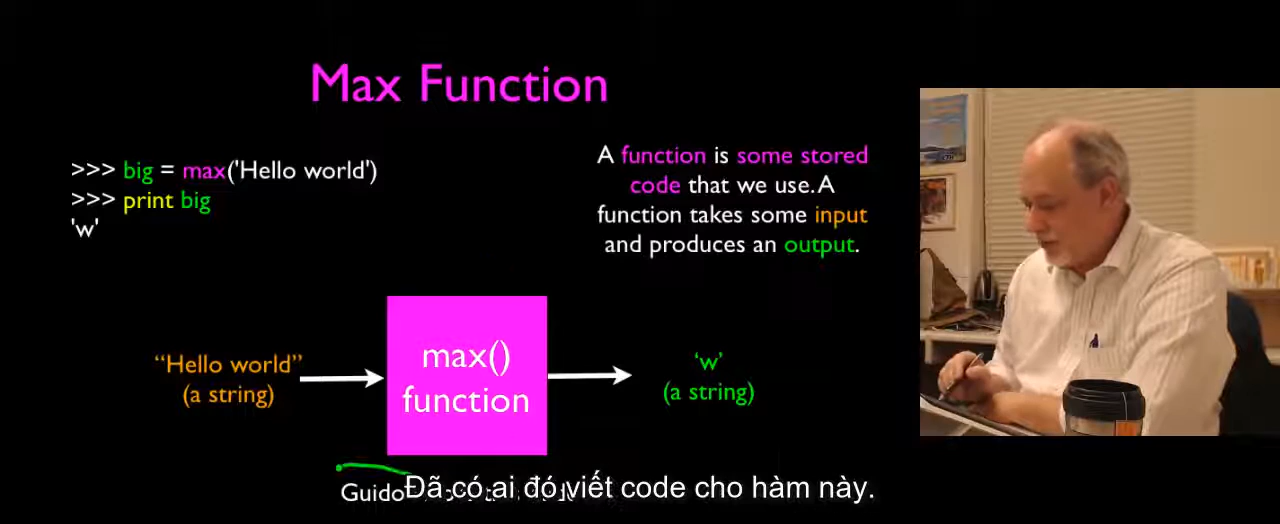 Max Function
>>> big = max('Hello world')
>>> print big
'w'
A function is some stored
code that we use. A
function takes some input
and produces an output.
“Hello world”
(a string)
max()
function
‘w’
(a string)
Guido
Đã có ai đó viết code cho hàm này.